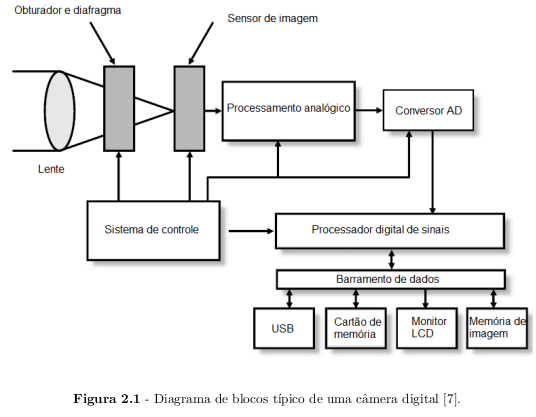 Obturador e diafragma
Sensor de imagem
Processamento analógico
Conversor AD
Lente
Sistema de controle
Processador digital de sinais
Barramento de dados
USB
Cartão de
memória
Monitor
LCD
Memória de
imagem
Figura 2.1 - Diagrama de blocos típico de uma câmera digital [7].